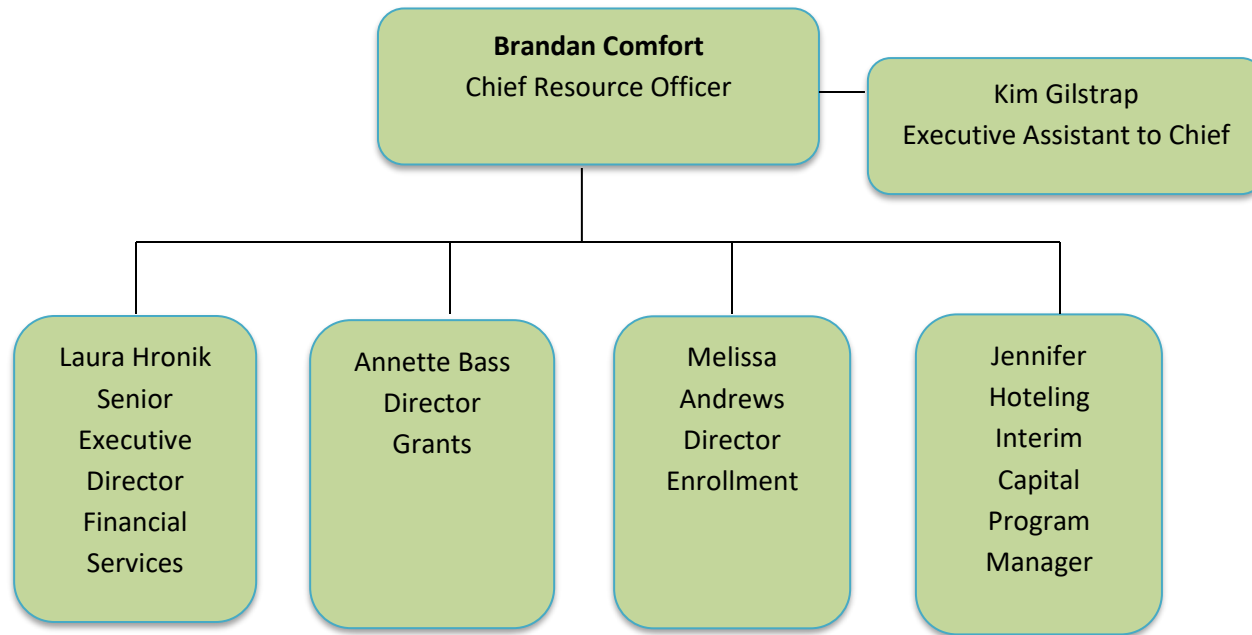 Brandan Comfort
Chief Resource Officer
Kim Gilstrap
Executive Assistant to Chief
Laura Hronik
Senior
Executive
Director
Financial
Services
Annette Bass
Director
Grants
Melissa
Andrews
Director
Enrollment
Jennifer
Hoteling
Interim
Capital
Program
Manager